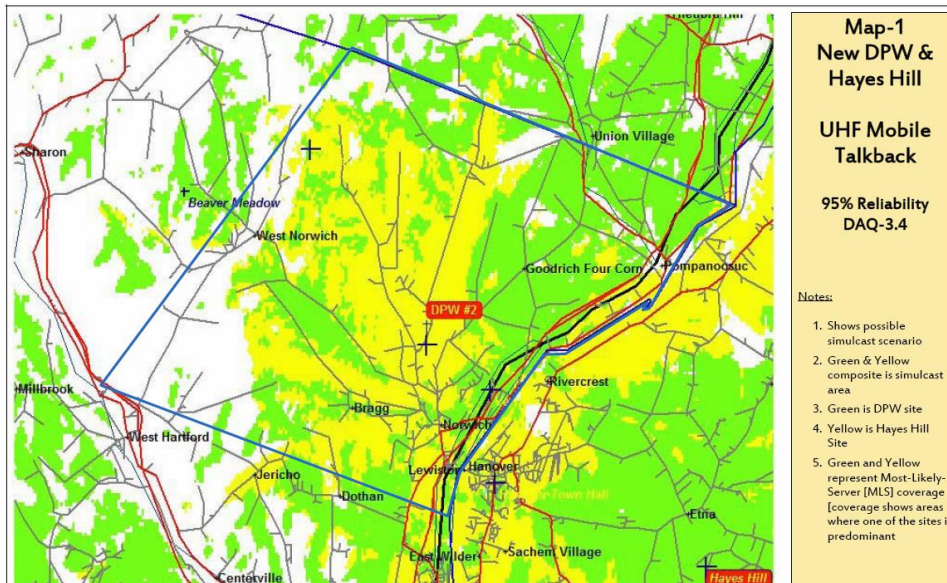 Thetford Hill
Union Village
Sharon
Beaver Meadow
West Norwich
Goodrich Four Corn
Pompanoosuc
DPW #2
Millbrook
Rivercrest
Bragg
Norwich
West Hartford
Lewiston
Hanover
Jericho
Dothan
Town Hall
Etna
East Wilder
Sachem Village
Centerville
Hayes Hill
Map-1
New DPW &
Hayes Hill
UHF Mobile
Talkback
95% Reliability
DAQ-3.4
Notes:
1. Shows possible
simulcast scenario
2. Green & Yellow
composite is simulcast
area
3. Green is DPW site
4. Yellow is Hayes Hill
Site
5. Green and Yellow
represent Most-Likely-
Server [MLS] coverage
[coverage shows areas
where one of the sites i
predominant